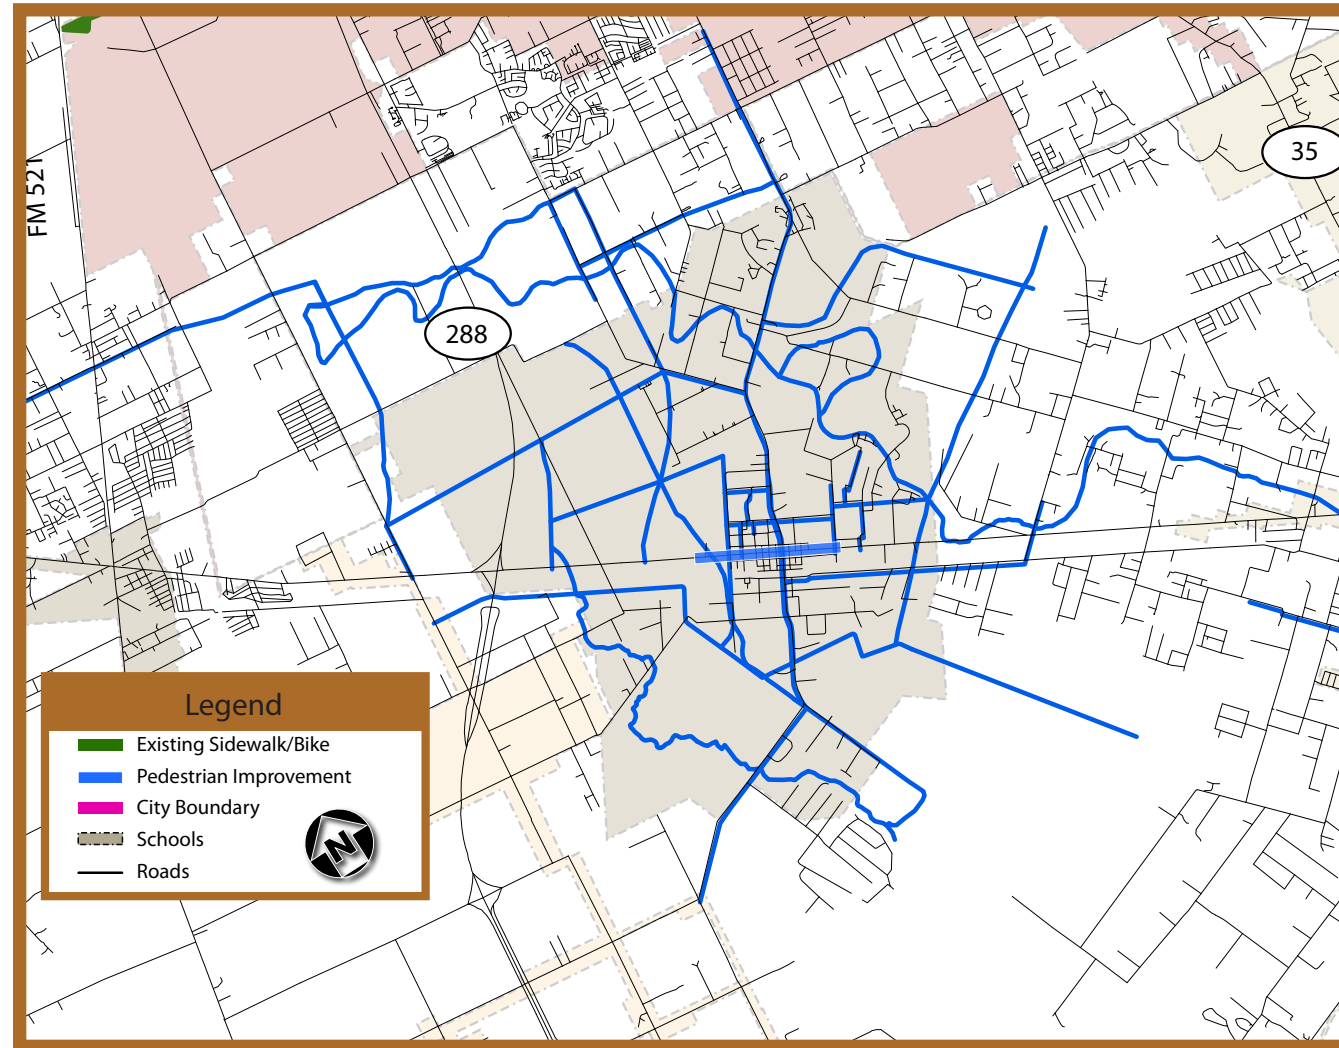 35
FM 521
288
Legend
Existing Sidewalk/Bike
Pedestrian Improvement
City Boundary
Schools
Roads
N